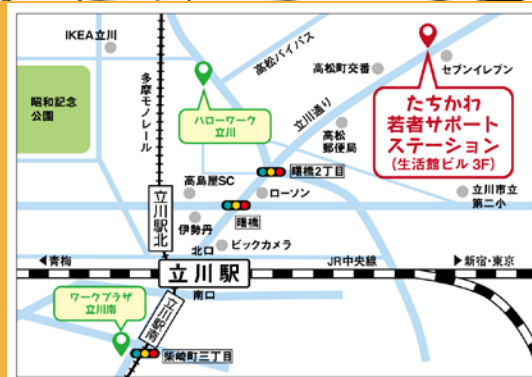 IKEA立川
昭和記念
公園
多摩モノレール
ハローワーク
立川
高松バイパス
高松町交番
セブンイレブン
立川通り
高松
郵便局
たちかわ
若者サポート
ステーション
(生活館ビル 3F)
曙橋2丁目
高島屋SC
ローソン
立川市立
第二小
曙橋
伊勢丹
立川駅北
北口
ビックカメラ
◀青梅
JR中央線
▶新宿・東京
立川駅
南口
ワークプラザ
立川南
立川駅南
柴崎町三丁目